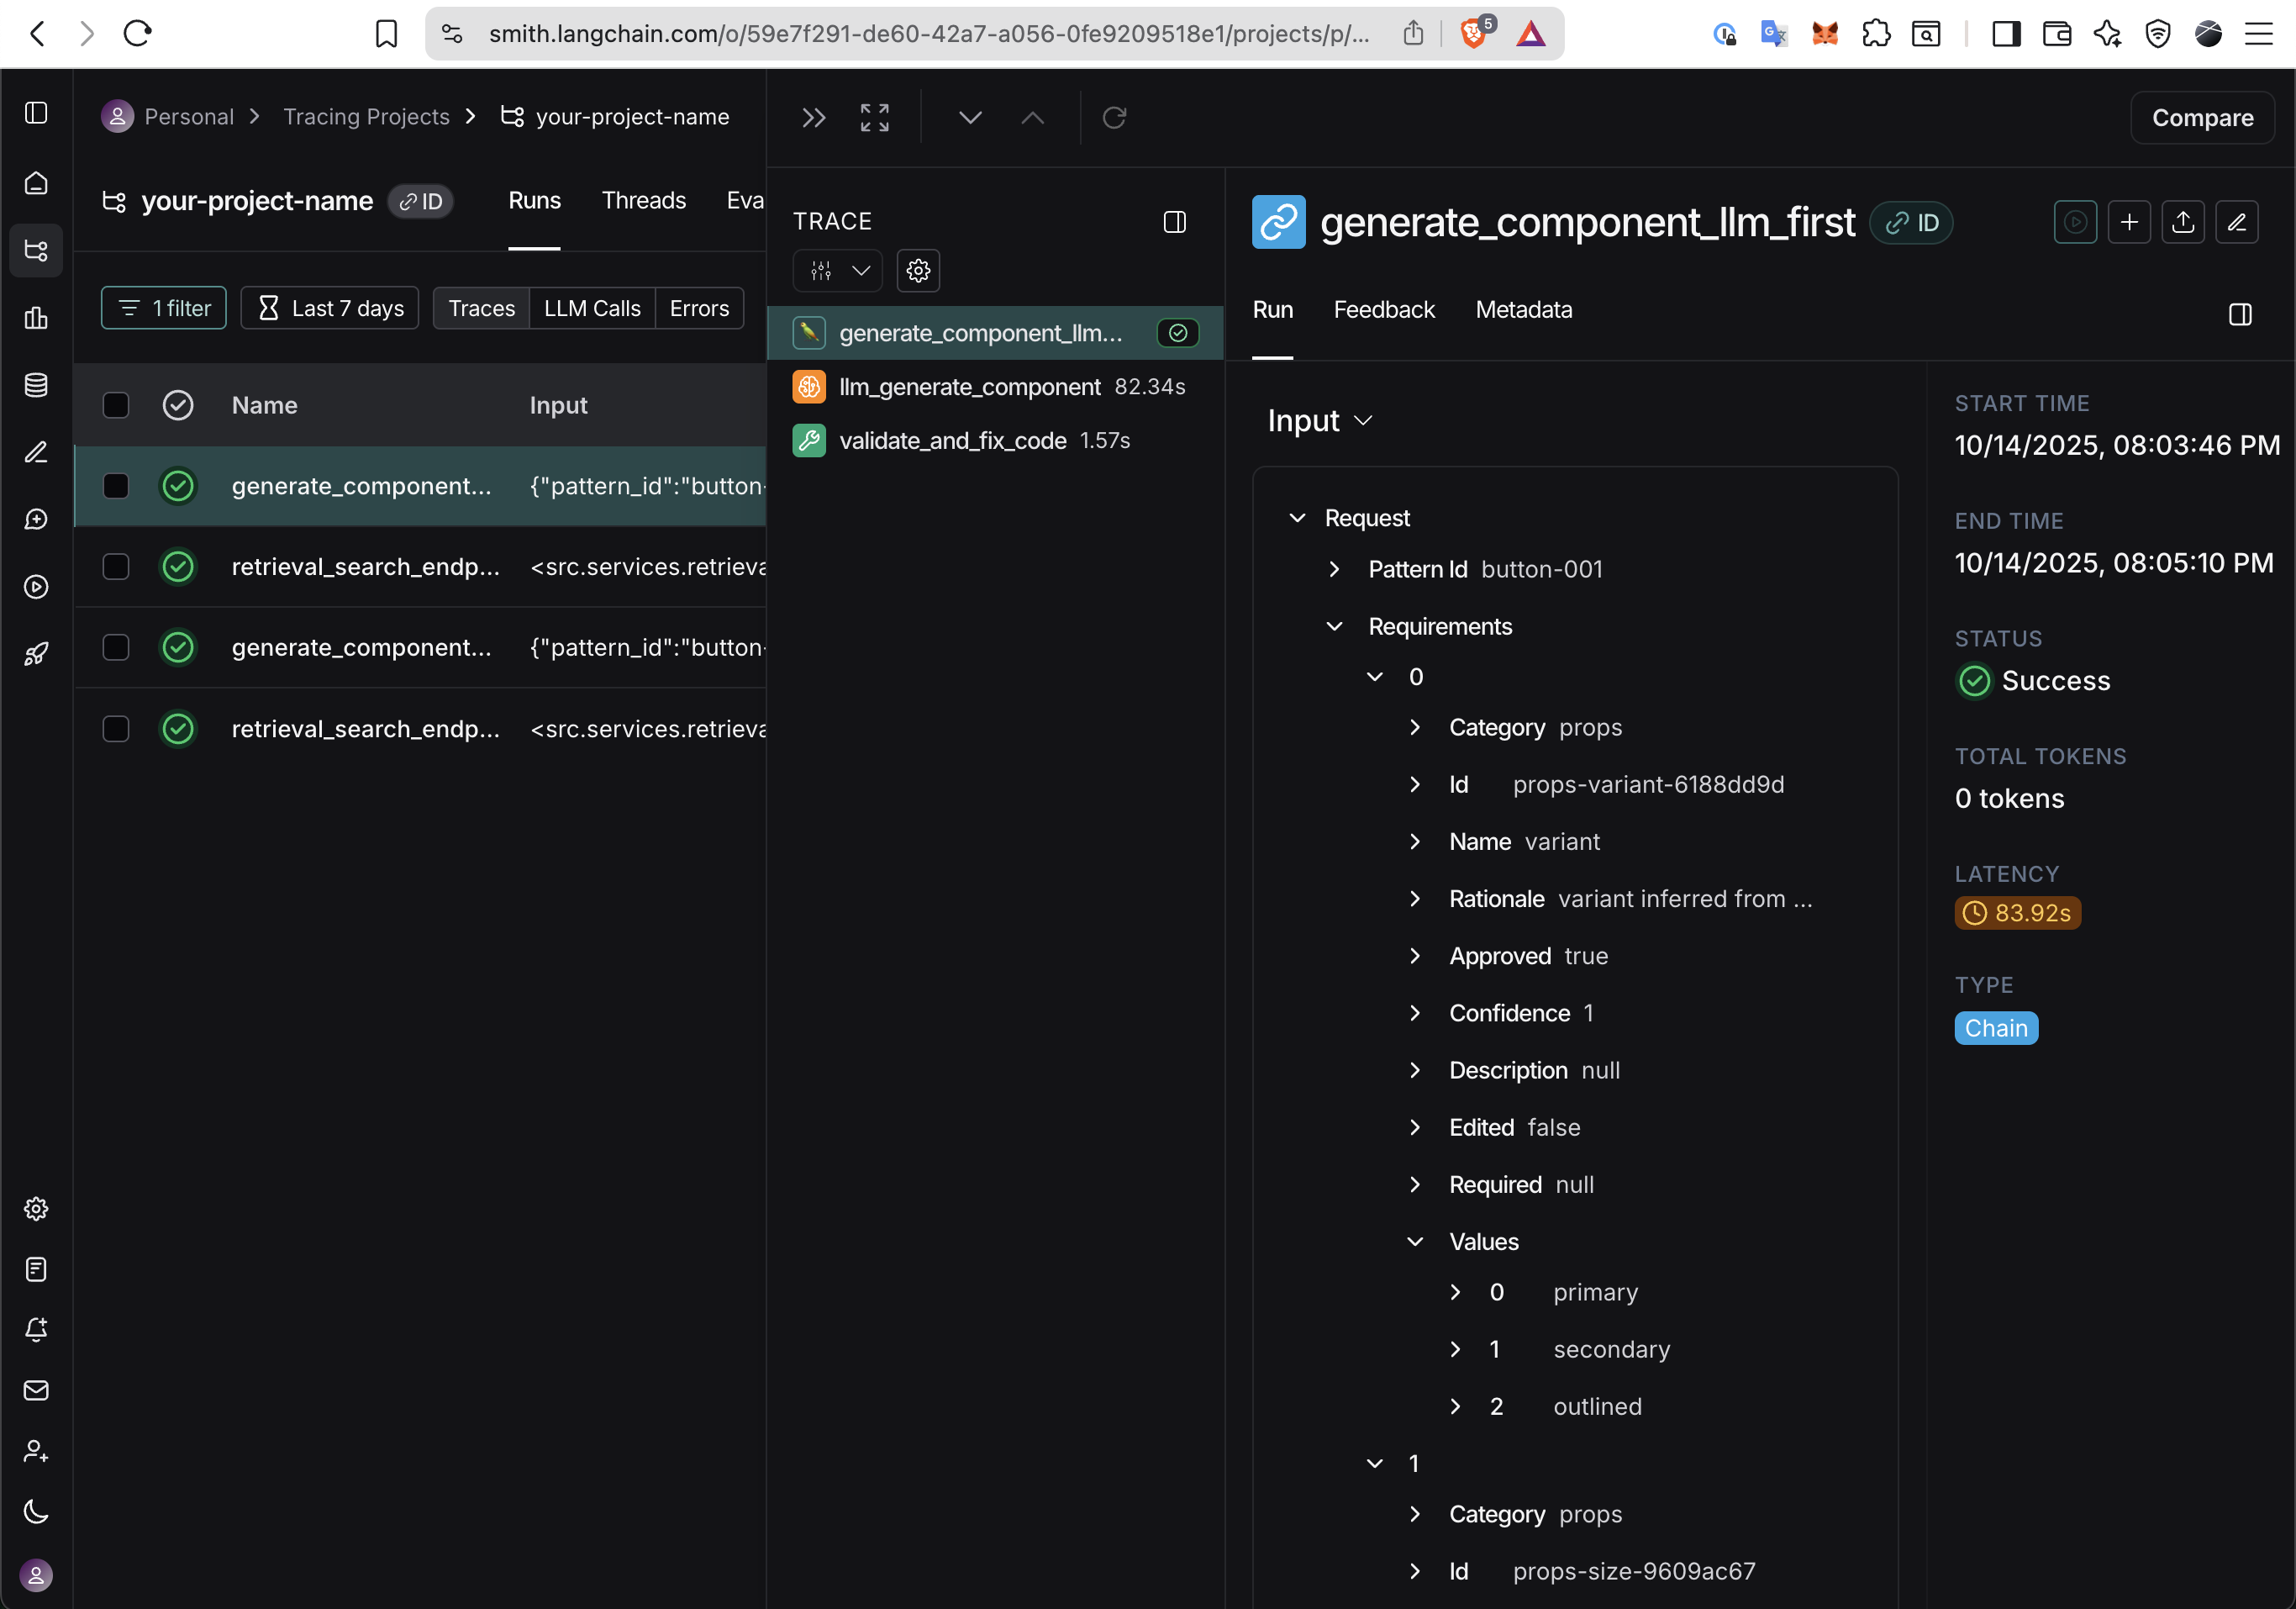 smith.langchain.com/o/59e7f291-de60-42a7-a056-0fe9209518e1/projects/p/...
5
Personal
Tracing Projects
your-project-name
Compare
your-project-name
ID
Runs
Threads
Eva
1 filter
Last 7 days
Traces
LLM Calls
Errors
Name
Input
generate_component...
{"pattern_id":"button-
retrieval_search_endp...
<src.services.retrieva
generate_component...
{"pattern_id":"button-
retrieval_search_endp...
<src.services.retrieva
TRACE
generate_component_llm...
llm_generate_component 82.34s
validate_and_fix_code 1.57s
generate_component_llm_first
ID
Run
Feedback
Metadata
Input
Request
Pattern Id button-001
Requirements
0
Category props
Id props-variant-6188dd9d
Name variant
Rationale variant inferred from ...
Approved true
Confidence 1
Description null
Edited false
Required null
Values
0 primary
1 secondary
2 outlined
1
Category props
Id props-size-9609ac67
START TIME
10/14/2025, 08:03:46 PM
END TIME
10/14/2025, 08:05:10 PM
STATUS
Success
TOTAL TOKENS
0 tokens
LATENCY
83.92s
TYPE
Chain